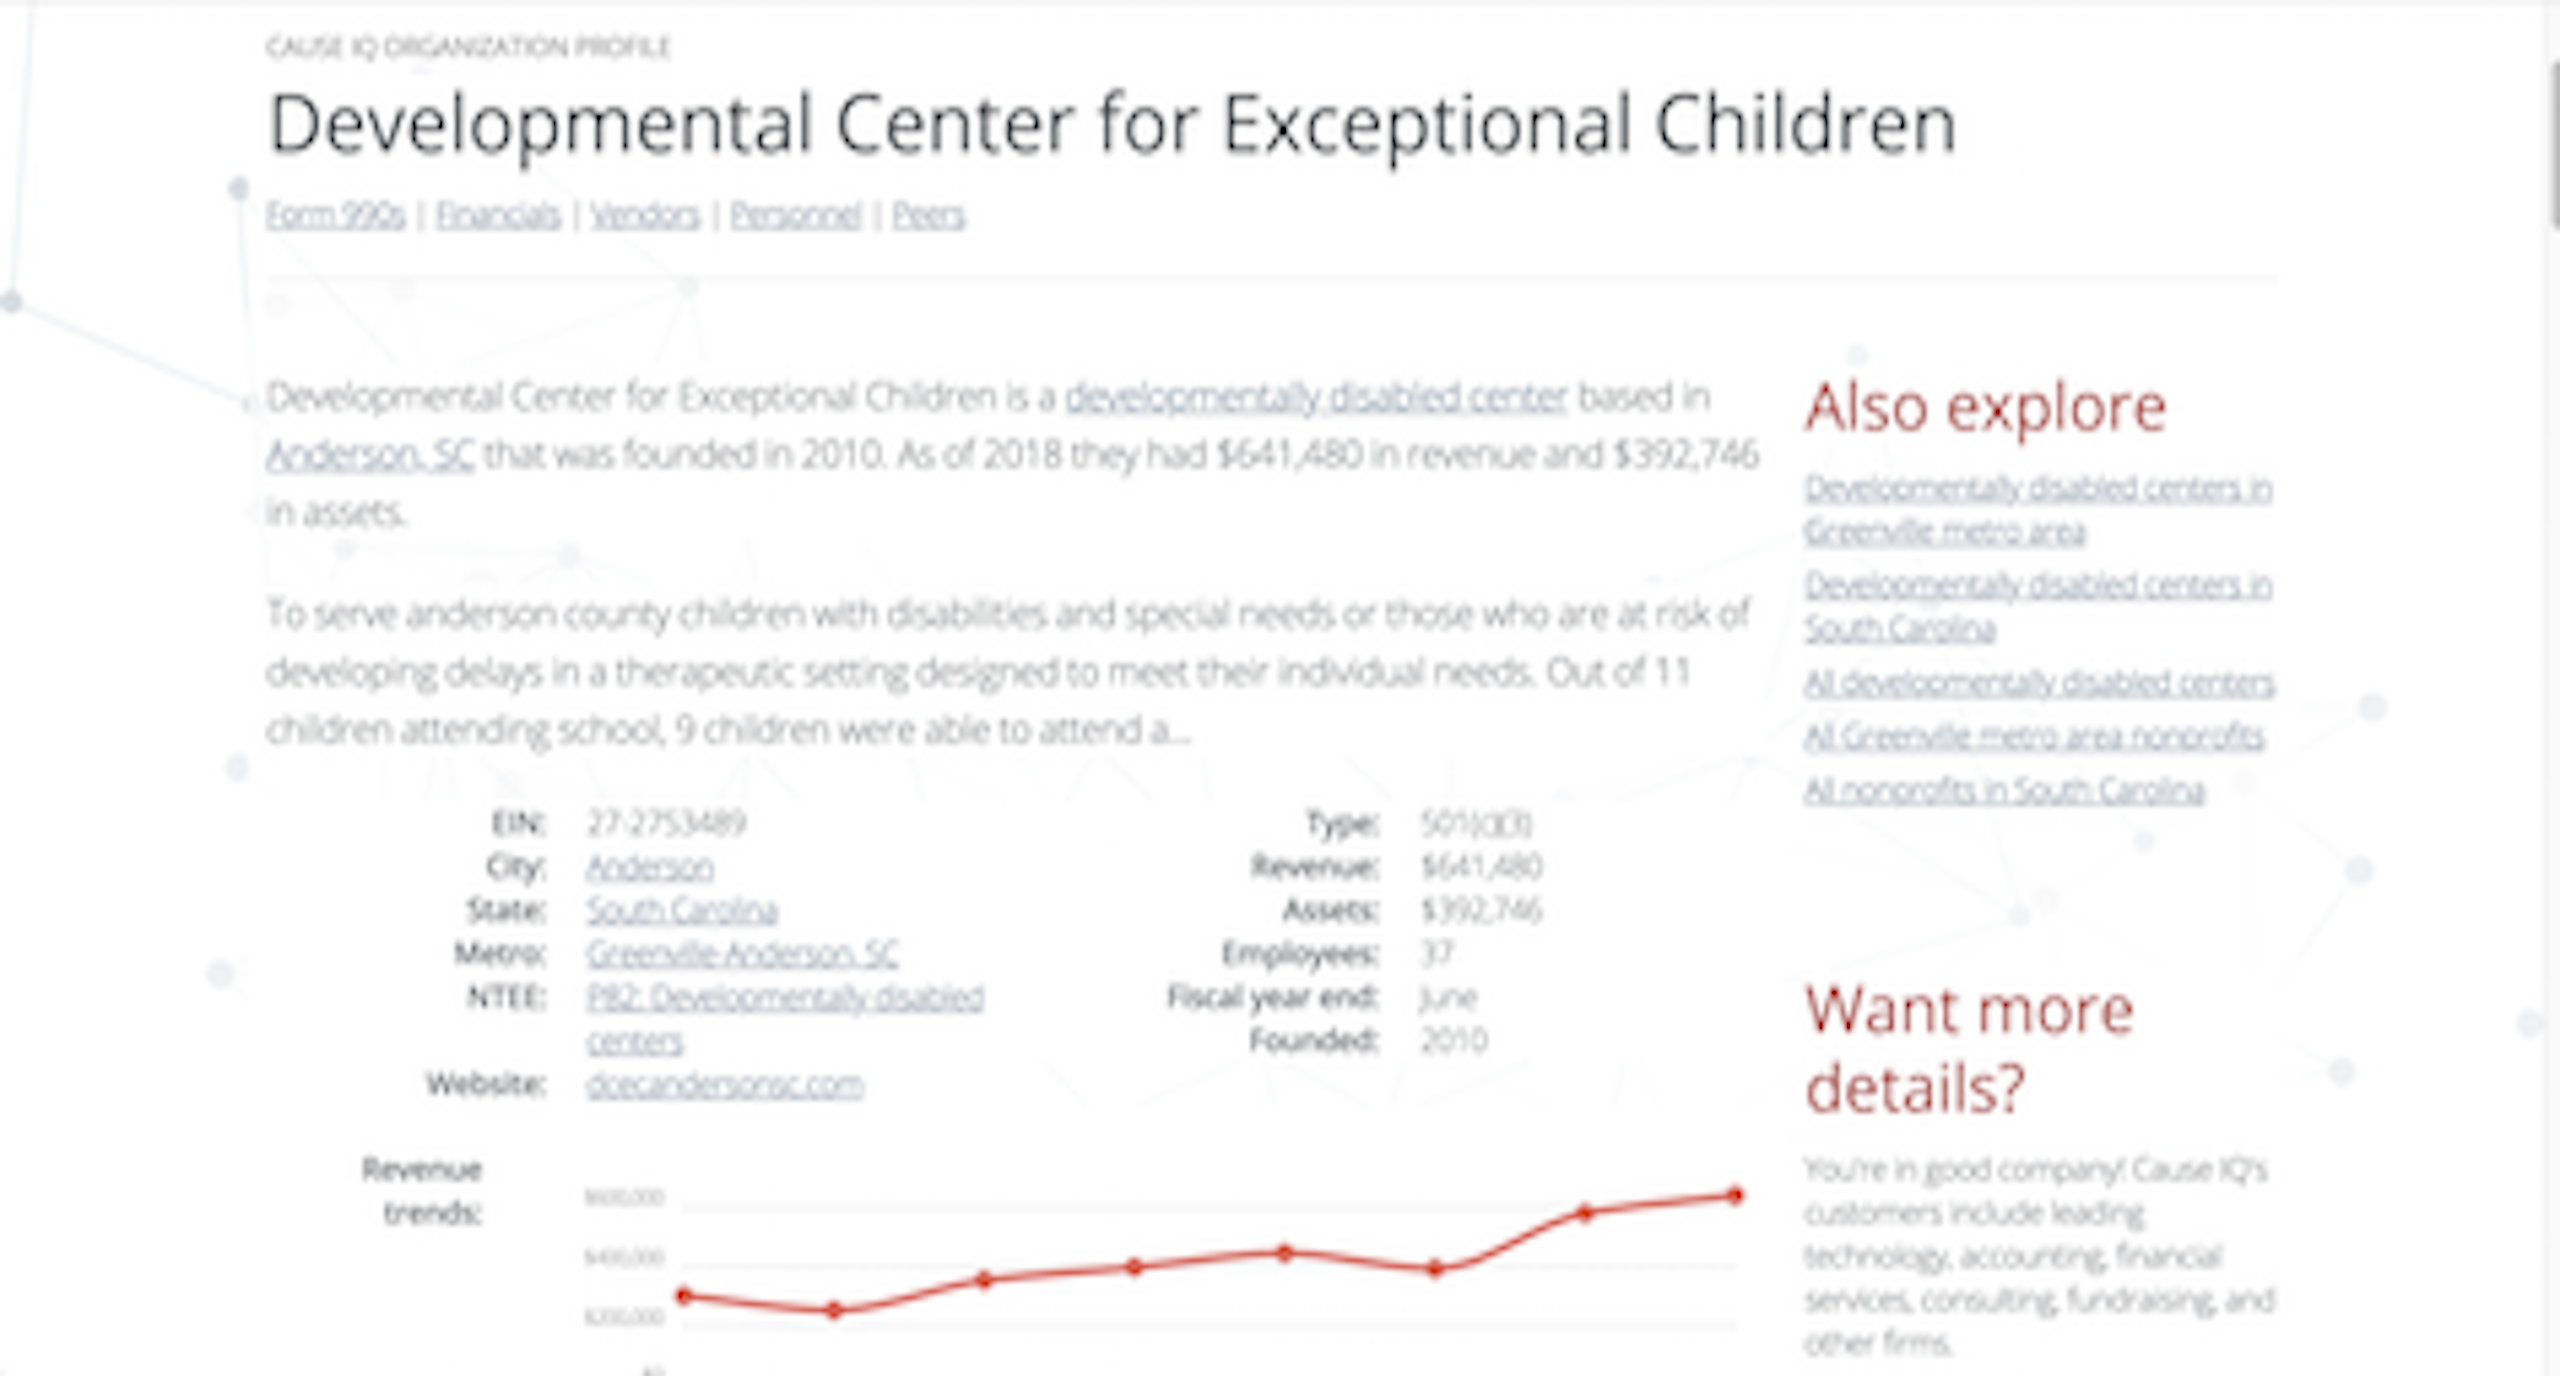 CAUSE IQ ORGANIZATION PROFILE
Developmental Center for Exceptional Children
Form 990s | Financials | Vendors | Personnel | Peers
Developmental Center for Exceptional Children is a developmentally disabled center based in
Anderson, SC that was founded in 2010. As of 2018 they had $641,480 in revenue and $392,746
in assets.
To serve anderson county children with disabilities and special needs or those who are at risk of
developing delays in a therapeutic setting designed to meet their individual needs. Out of 11
children attending school, 9 children were able to attend a...
EIN: 27-2753489
City: Anderson
State: South Carolina
Metro: Greenville-Anderson, SC
NTEE: P82: Developmentally disabled
centers
Website: dcecandersonsc.com
Type: 501(c)(3)
Revenue: $641,480
Assets: $392,746
Employees: 37
Fiscal year end: June
Founded: 2010
Revenue
trends:
$600,000
$400,000
$200,000
Also explore
Developmentally disabled centers in
Greenville metro area
Developmentally disabled centers in
South Carolina
All developmentally disabled centers
All Greenville metro area nonprofits
All nonprofits in South Carolina
Want more
details?
You're in good company! Cause IQ's
customers include leading
technology, accounting, financial
services, consulting, fundraising, and
other firms.